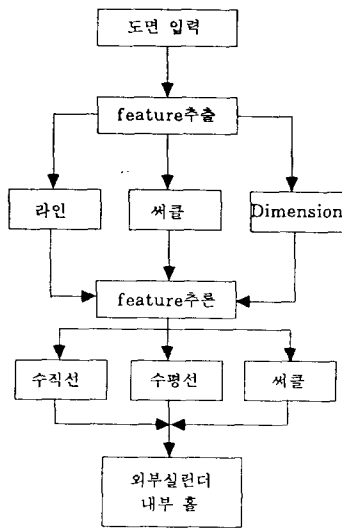 도면 입력
feature추출
라인
써클
Dimension
feature추론
수직선
수평선
써클
외부실린더
내부 홀